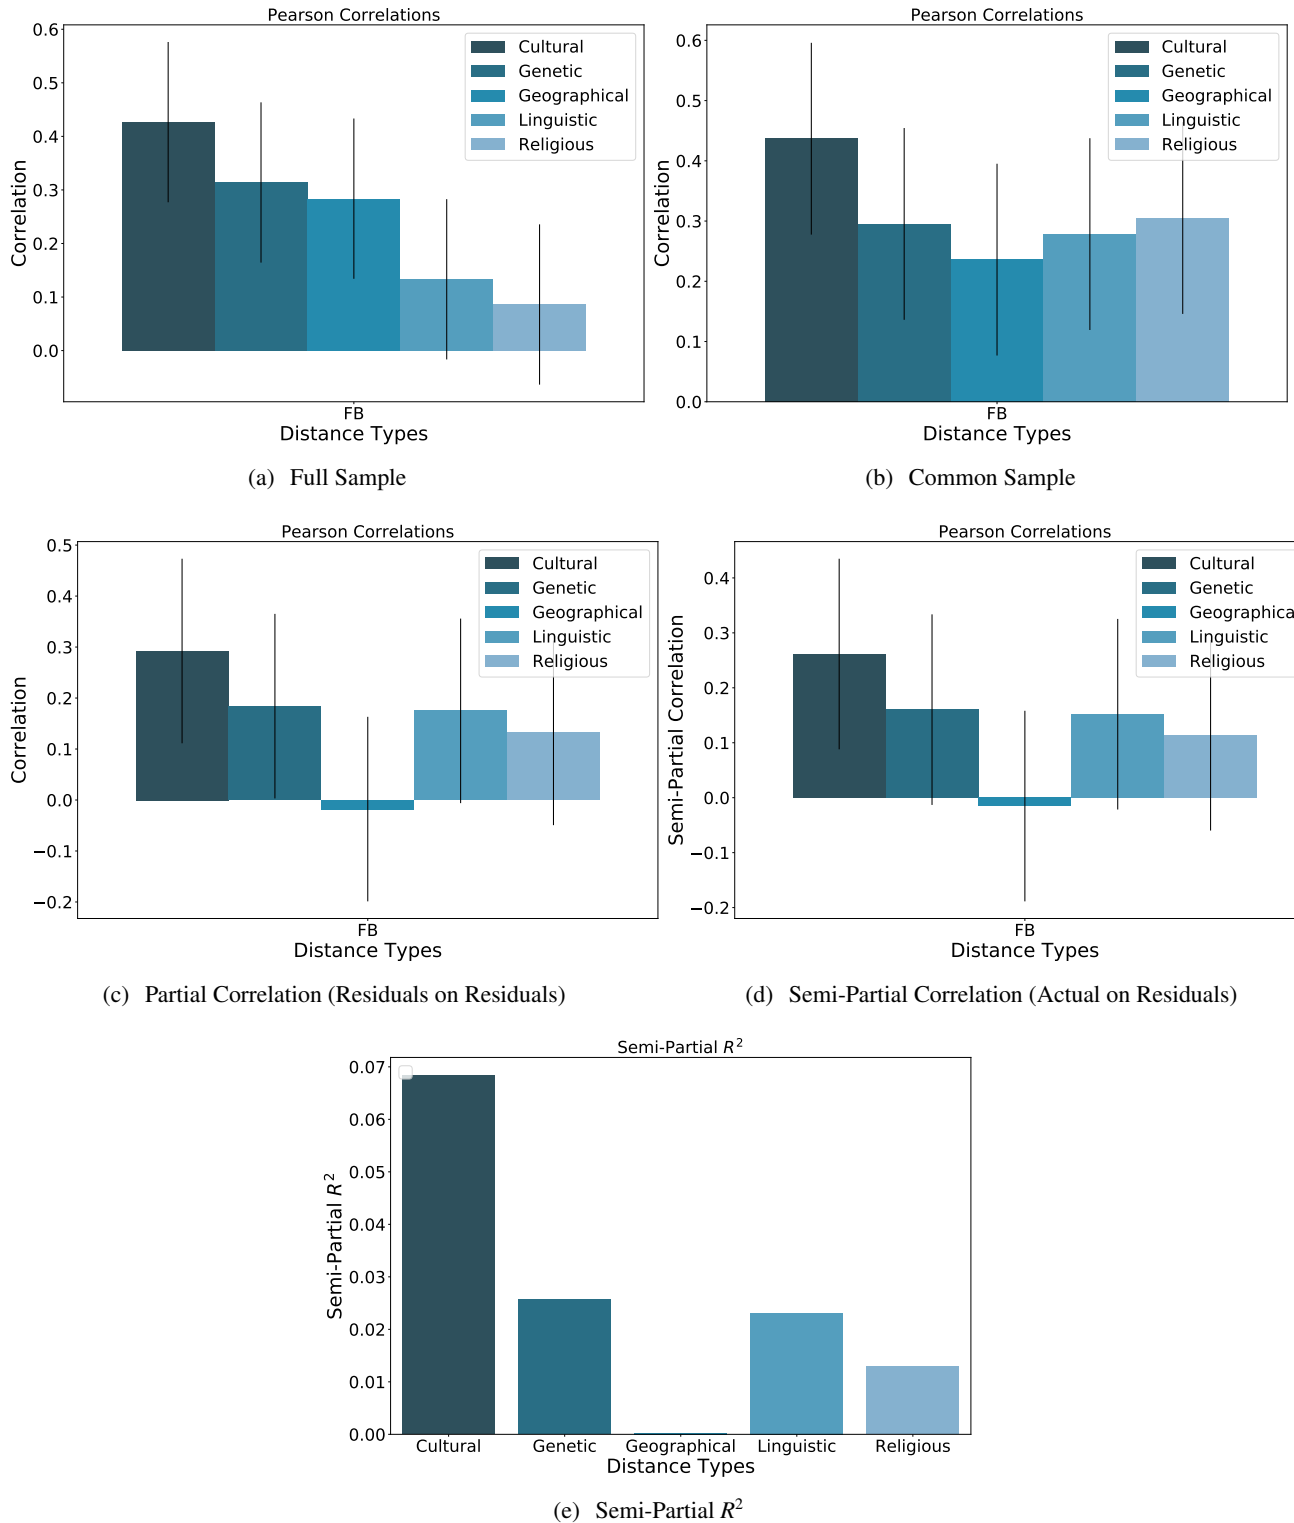 Pearson Correlations
0.6
0.5
0.4
0.3
0.2
0.1
0.0
Correlation
Cultural
Genetic
Geographical
Linguistic
Religious
FB
Distance Types
(a) Full Sample
Pearson Correlations
0.6
0.5
0.4
0.3
0.2
0.1
0.0
Correlation
Cultural
Genetic
Geographical
Linguistic
Religious
FB
Distance Types
(b) Common Sample
Pearson Correlations
0.5
0.4
0.3
0.2
0.1
0.0
−0.1
−0.2
Correlation
Cultural
Genetic
Geographical
Linguistic
Religious
FB
Distance Types
(c) Partial Correlation (Residuals on Residuals)
Pearson Correlations
0.4
0.3
0.2
0.1
0.0
−0.1
−0.2
Semi-Partial Correlation
Cultural
Genetic
Geographica
Linguistic
Religious
FB
Distance Types
(d) Semi-Partial Correlation (Actual on Residuals)
Semi-Partial R²
0.07
0.06
0.05
0.04
0.03
0.02
0.01
0.00
Semi-Partial R²
Cultural Genetic Geographical Linguistic Religious
Distance Types
(e) Semi-Partial R²